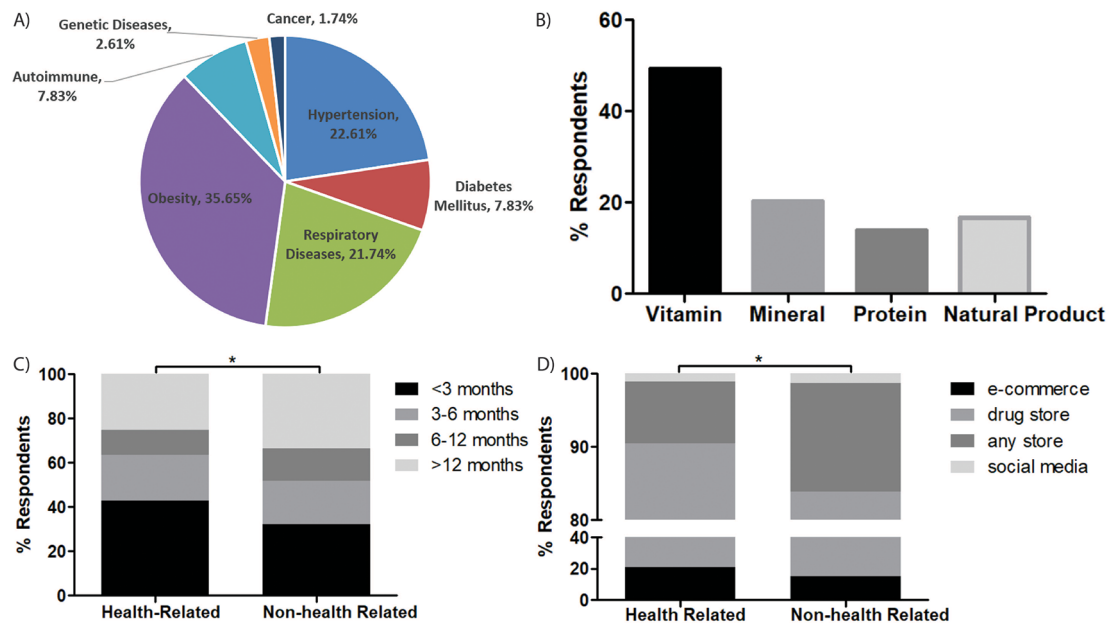 A)
Cancer, 1.74%
Genetic Diseases,
2.61%
Autoimmune,
7.83%
Hypertension,
22.61%
Obesity, 35.65%
Diabetes
Mellitus, 7.83%
Respiratory
Diseases, 21.74%
B)
% Respondents
60
40
20
0
Vitamin Mineral Protein Natural Product
C)
% Respondents
100
80
60
40
20
0
*
Health-Related Non-health Related
<3 months
3-6 months
6-12 months
>12 months
D)
% Respondents
100
90
80
40
20
0
*
Health Related Non-health Related
e-commerce
drug store
any store
social media